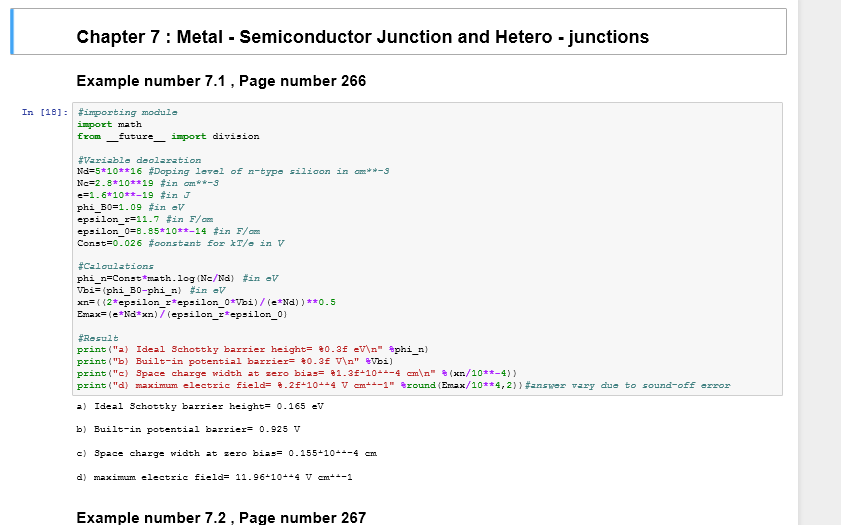 Chapter 7 : Metal - Semiconductor Junction and Hetero - junctions
Example number 7.1 , Page number 266
In [18]:
#importing module
import math
from __future__ import division
#Variable declaration
Nd=5*10**16 #Doping level of n-type silicon in cm**-3
Nc=2.8*10**19 #in cm**-3
e=1.6*10**-19 #in J
phi_B0=1.09 #in eV
epsilon_r=11.7 #in F/cm
epsilon_0=8.85*10**-14 #in F/cm
Const=0.026 #constant for kT/e in V
#Calculations
phi_n=Const*math.log(Nc/Nd) #in eV
Vbi=(phi_B0-phi_n) #in eV
xn=((2*epsilon_r*epsilon_0*Vbi)/(e*Nd))**0.5
Emax=(e*Nd*xn)/(epsilon_r*epsilon_0)
#Result
print("a) Ideal Schottky barrier height= %0.3f eV\n" %phi_n)
print("b) Built-in potential barrier= %0.3f V\n" %Vbi)
print("c) Space charge width at zero bias= %1.3f*10**-4 cm\n" %(xn/10**-4))
print("d) maximum electric field= %.2f*10**4 V cm**-1" %round(Emax/10**4,2))#answer vary due to sound-off error
a) Ideal Schottky barrier height= 0.165 eV
b) Built-in potential barrier= 0.925 V
c) Space charge width at zero bias= 0.155*10**-4 cm
d) maximum electric field= 11.96*10**4 V cm**-1
Example number 7.2 , Page number 267